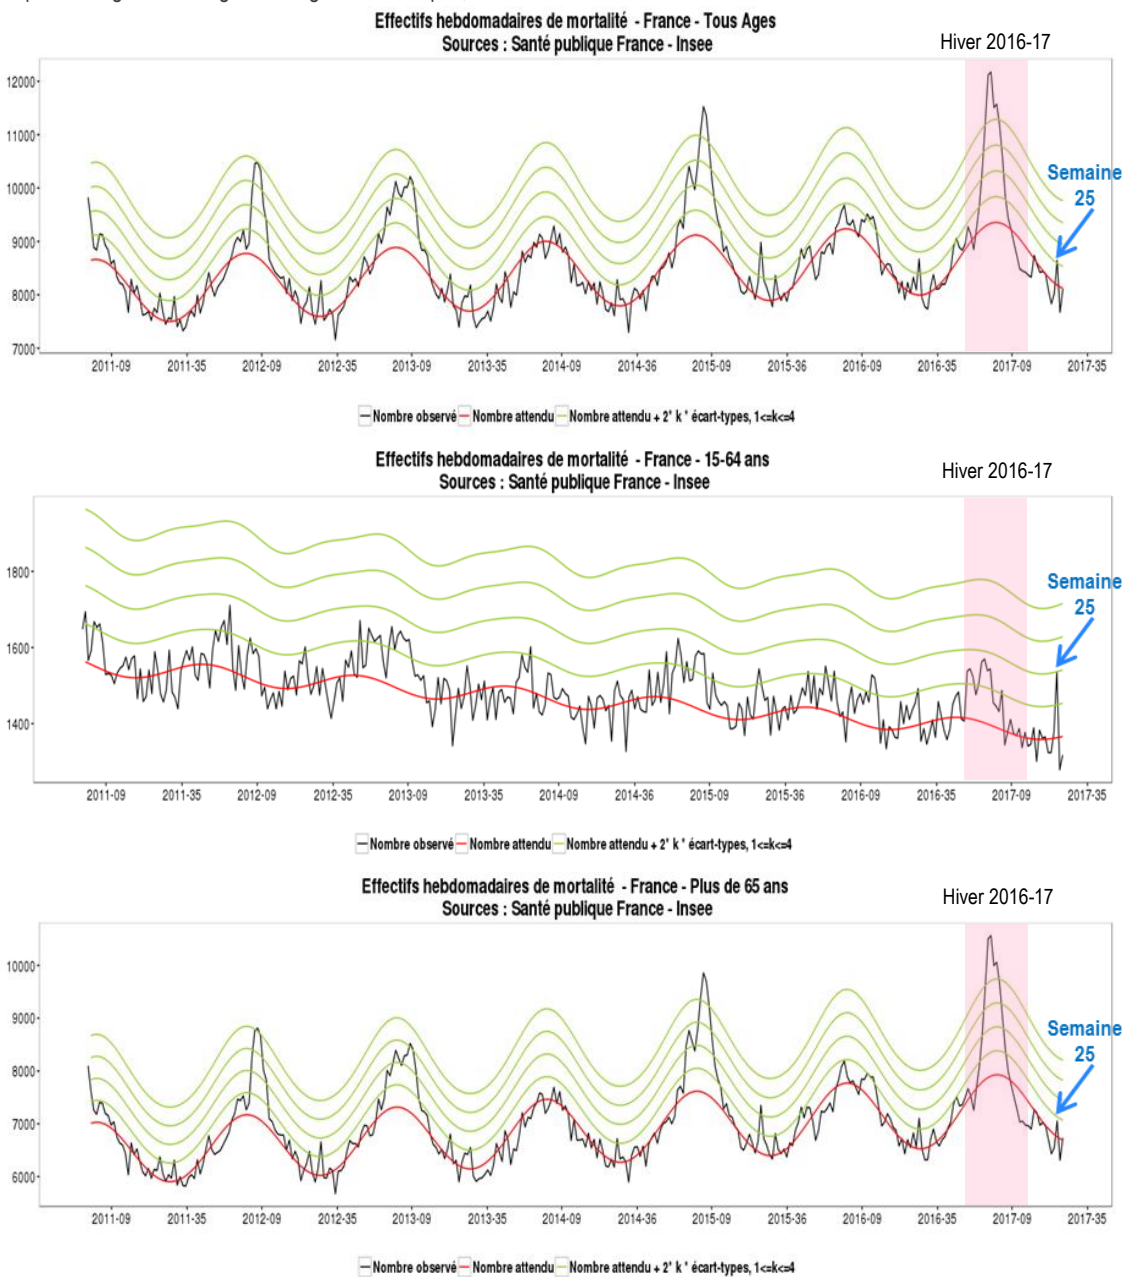 Effectifs hebdomadaires de mortalité - France - Tous Ages
Sources : Santé publique France - Insee
Hiver 2016-17
12000
11000
10000
9000
8000
7000
Semaine
25
2011-09 2011-35 2012-09 2012-35 2013-09 2013-35 2014-09 2014-36 2015-09 2015-36 2016-09 2016-35 2017-09 2017-35
Nombre observé Nombre attendu Nombre attendu + 2* k * écart-types, 1<=k<=4
Effectifs hebdomadaires de mortalité - France - 15-64 ans
Sources : Santé publique France - Insee
Hiver 2016-17
1800
1600
1400
Semaine
25
2011-09 2011-35 2012-09 2012-35 2013-09 2013-35 2014-09 2014-36 2015-09 2015-36 2016-09 2016-35 2017-09 2017-35
Nombre observé Nombre attendu Nombre attendu + 2* k * écart-types, 1<=k<=4
Effectifs hebdomadaires de mortalité - France - Plus de 65 ans
Sources : Santé publique France - Insee
Hiver 2016-17
10000
9000
8000
7000
6000
Semaine
25
2011-09 2011-35 2012-09 2012-35 2013-09 2013-35 2014-09 2014-36 2015-09 2015-36 2016-09 2016-35 2017-09 2017-35
Nombre observé Nombre attendu Nombre attendu + 2* k * écart-types, 1<=k<=4